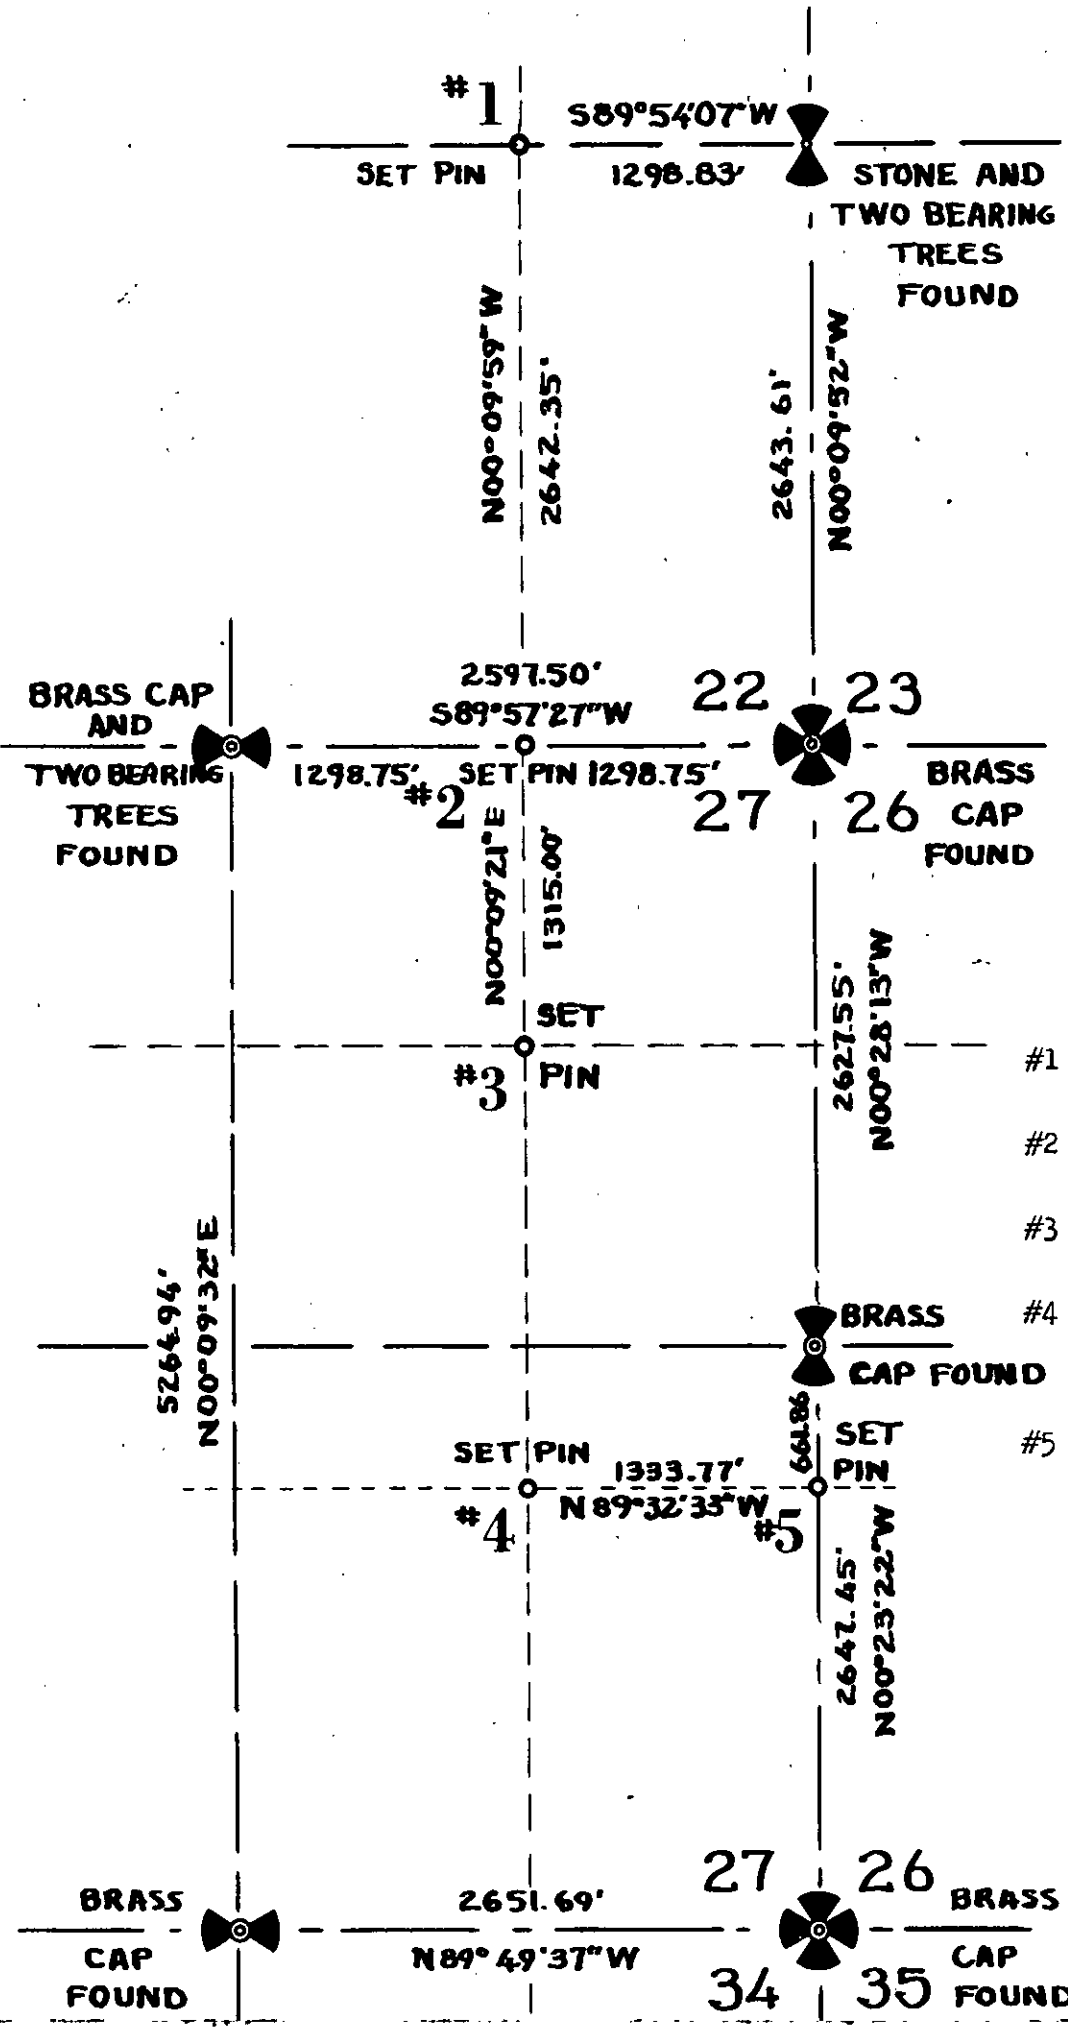 #1
S89°54'07"W
SET PIN
1298.83'
STONE AND
TWO BEARING
TREES
FOUND
N00°09'59"W
2642.35'
2643.61'
N00°09'52"W
2597.50'
S89°57'27"W
22 23
BRASS CAP
AND
TWO BEARING
TREES
FOUND
1298.75'
#2
SET PIN 1298.75'
27 26
BRASS
CAP
FOUND
N00°09'21"E
1315.00'
SET
PIN
#3
2627.55'
N00°28'13"W
#1
#2
#3
#4
#5
5264.94'
N00°09'32"E
BRASS
CAP FOUND
661.86
SET
PIN
SET PIN
1333.77'
N89°32'33"W
#4
#5
2647.45'
N00°23'22"W
27 26
BRASS
CAP
FOUND
2651.69'
N89°49'37"W
34 35
BRASS
CAP
FOUND